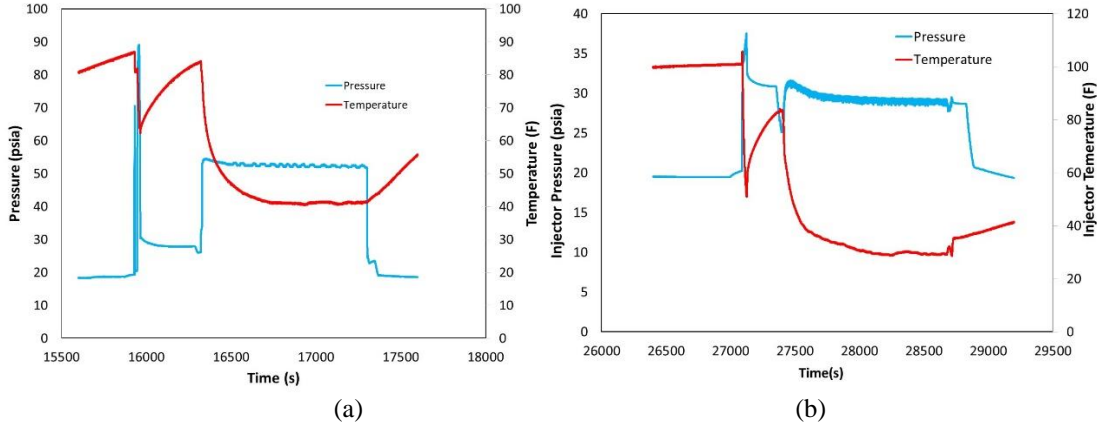 100
90
80
70
60
50
40
30
20
10
0
Pressure (psia)
100
90
80
70
60
50
40
30
20
10
0
Temperature (F)
Pressure
Temperature
15500 16000 16500 17000 17500 18000
Time (s)
(a)
40
35
30
25
20
15
10
5
0
Injector Pressure (psia)
120
100
80
60
40
20
0
Injector Temerature (F)
Pressure
Temperature
26000 26500 27000 27500 28000 28500 29000 29500
Time(s)
(b)